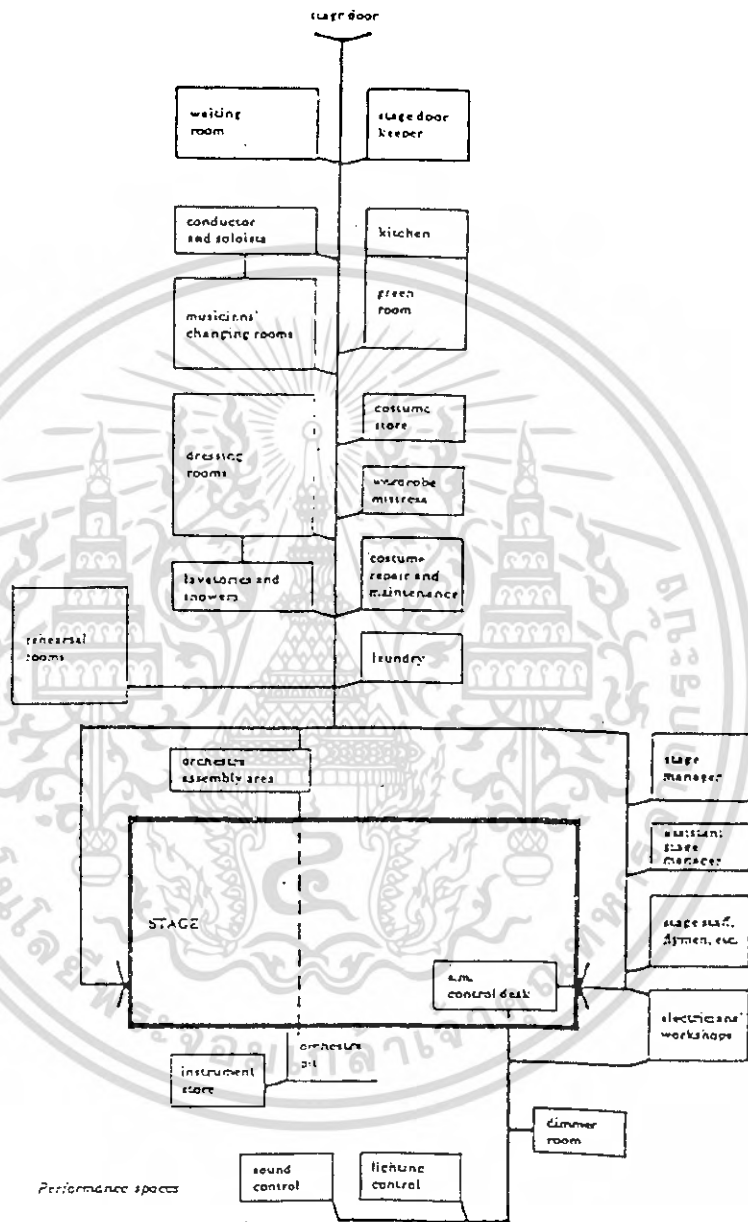 stage door
waiting
room
stage door
keeper
conductor
and soloists
kitchen
green
room
musicians'
changing rooms
costume
store
dressing
rooms
wardrobe
mistress
lavatories and
showers
costume
repair and
maintenance
rehearsal
rooms
laundry
orchestra
assembly area
stage
manager
assistant
stage
manager
STAGE
stage staff,
flymen, etc.
s.m.
control desk
electricians'
workshops
orchestra
pit
instrument
store
dimmer
room
sound
control
lighting
control
Performance spaces